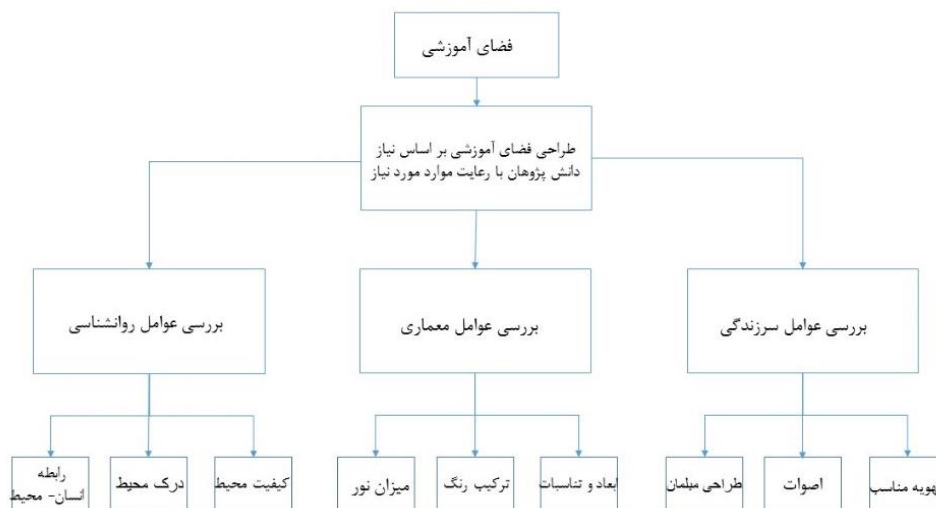 فضای آموزشی
طراحی فضای آموزشی بر اساس نیاز
دانش پژوهان با رعایت موارد مورد نیاز
بررسی عوامل سرزندگی
بررسی عوامل معماری
بررسی عوامل روانشناسی
تهویه مناسب
اصوات
طراحی مبلمان
ابعاد و تناسبات
ترکیب رنگ
میزان نور
کیفیت محیط
درک محیط
رابطه
انسان- محیط